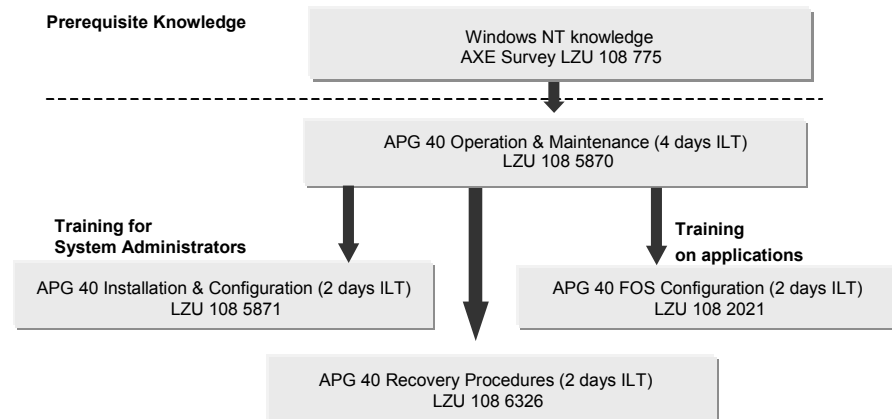 Prerequisite Knowledge
Windows NT knowledge
AXE Survey LZU 108 775
APG 40 Operation & Maintenance (4 days ILT)
LZU 108 5870
Training for
System Administrators
Training
on applications
APG 40 Installation & Configuration (2 days ILT)
LZU 108 5871
APG 40 FOS Configuration (2 days ILT)
LZU 108 2021
APG 40 Recovery Procedures (2 days ILT)
LZU 108 6326